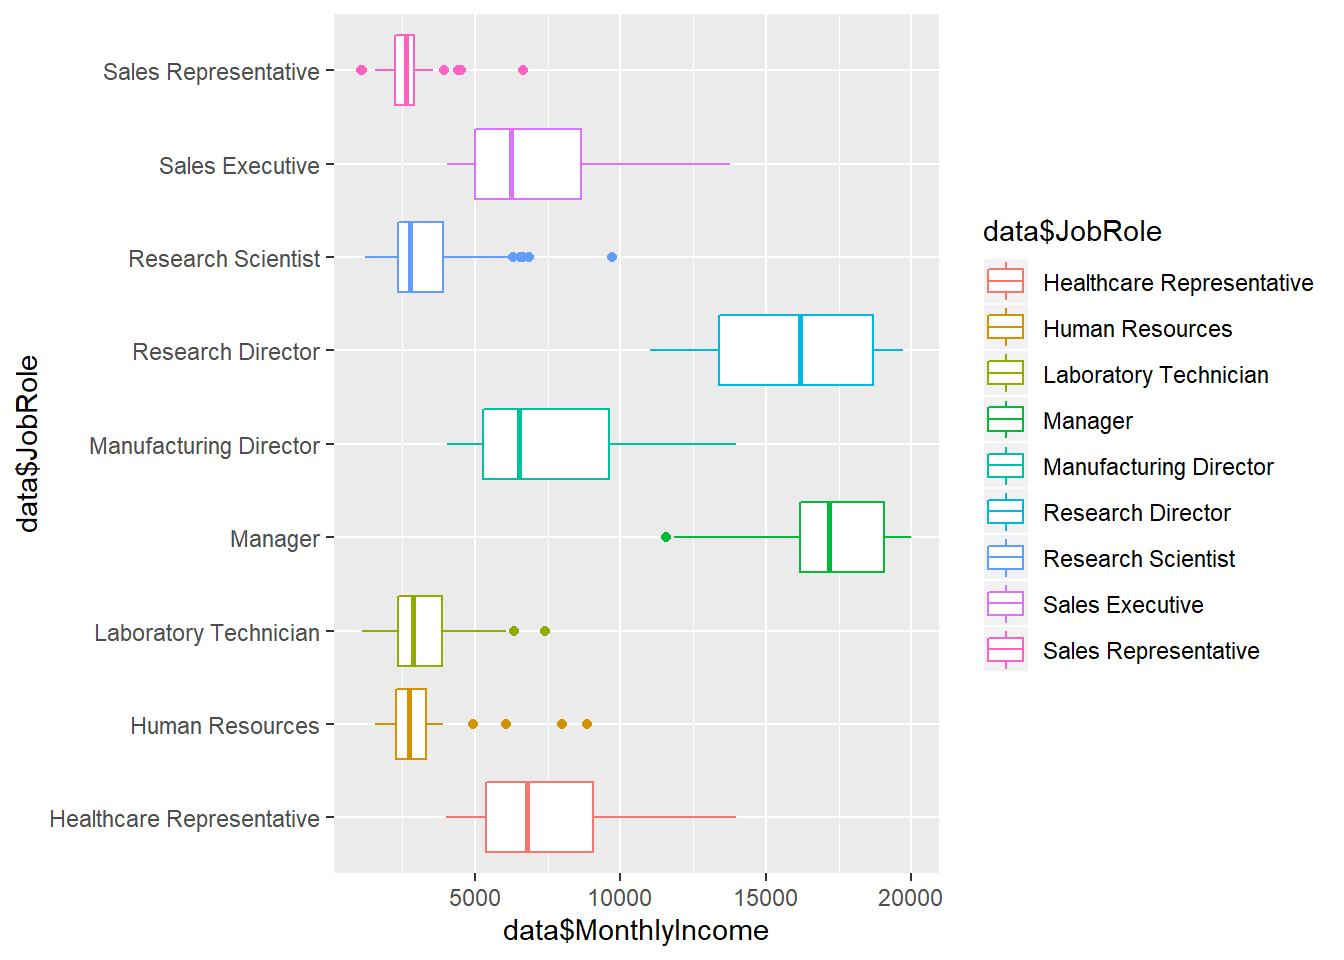 data$JobRole
Sales Representative
Sales Executive
Research Scientist
Research Director
Manufacturing Director
Manager
Laboratory Technician
Human Resources
Healthcare Representative
5000 10000 15000 20000
data$MonthlyIncome
data$JobRole
Healthcare Representative
Human Resources
Laboratory Technician
Manager
Manufacturing Director
Research Director
Research Scientist
Sales Executive
Sales Representative